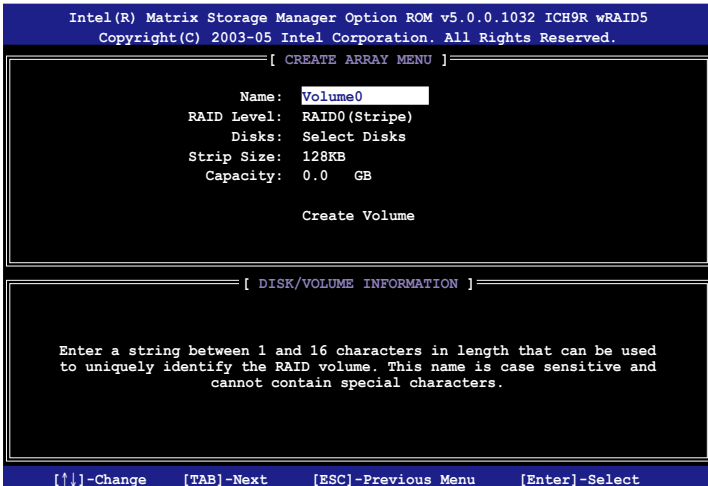 Intel(R) Matrix Storage Manager Option ROM v5.0.0.1032 ICH9R wRAID5
Copyright(C) 2003-05 Intel Corporation. All Rights Reserved.
[ CREATE ARRAY MENU ]
Name: Volume0
RAID Level: RAID0(Stripe)
Disks: Select Disks
Strip Size: 128KB
Capacity: 0.0 GB
Create Volume
[ DISK/VOLUME INFORMATION ]
Enter a string between 1 and 16 characters in length that can be used
to uniquely identify the RAID volume. This name is case sensitive and
cannot contain special characters.
[↑↓]-Change [TAB]-Next [ESC]-Previous Menu [Enter]-Select